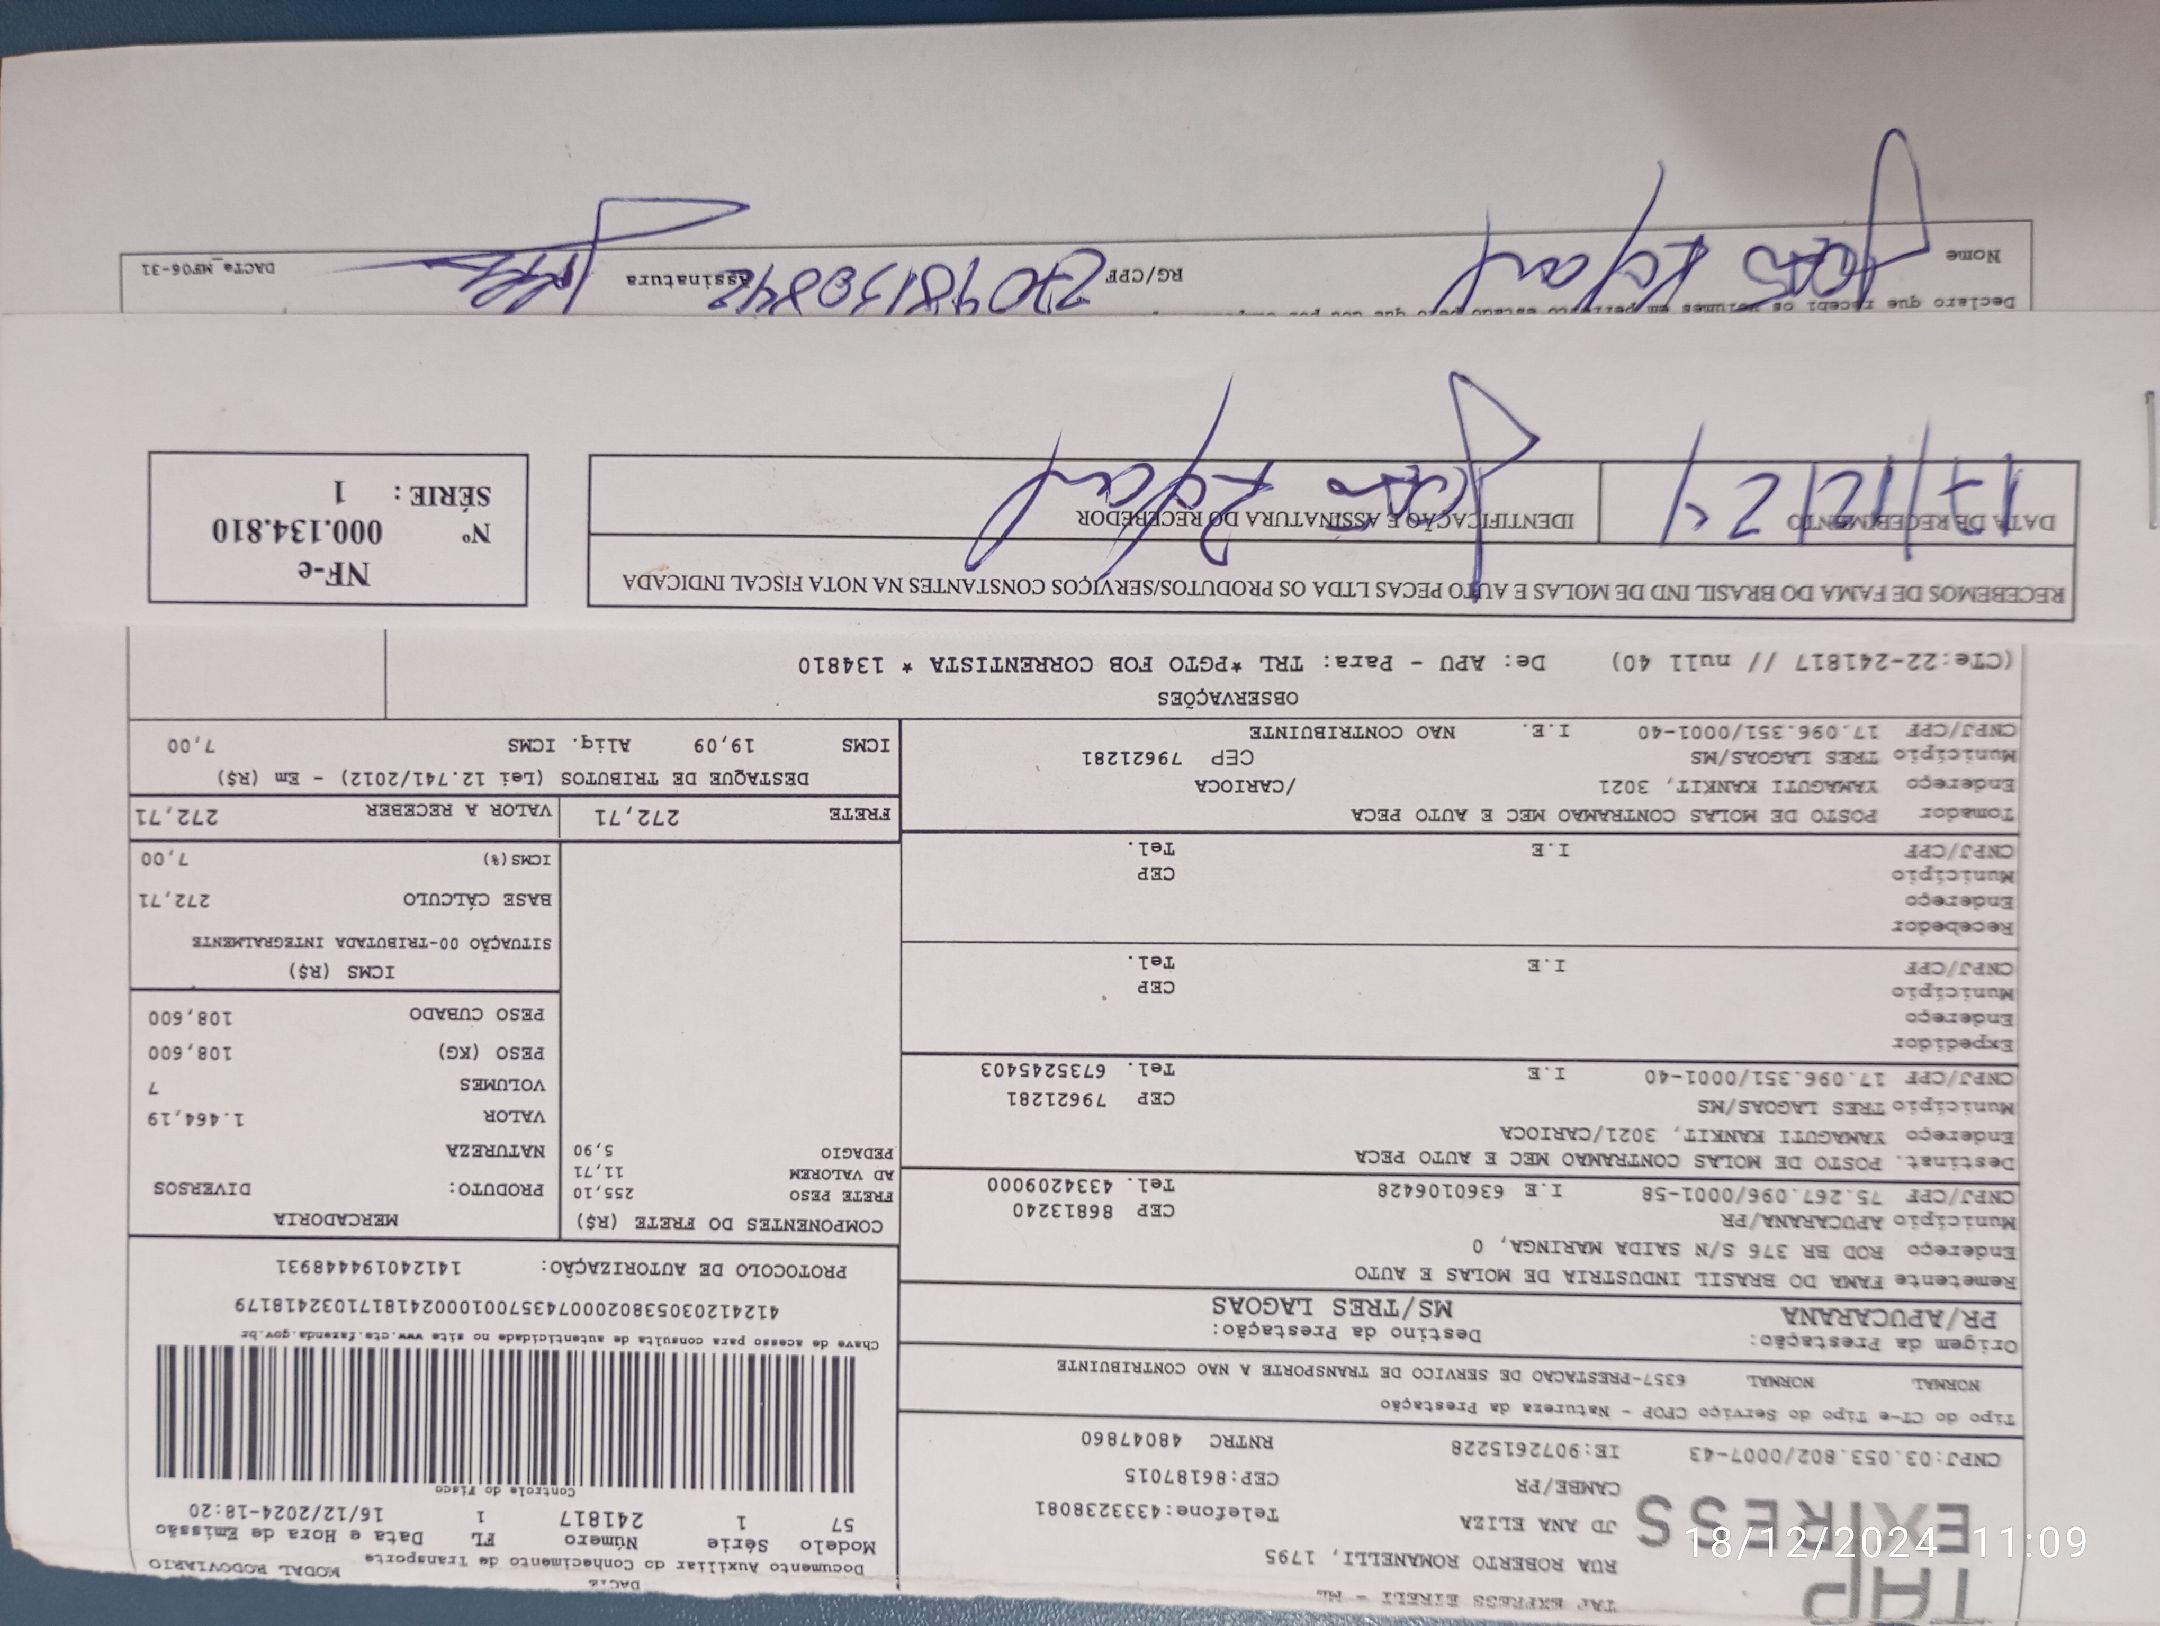 TAP
EXPRESS
TAP EXPRESS EIRELI -
RUA ROBERTO ROMANELLI, 1795
JD ANA ELIZA
Telefone:4333238081
CAMBE/PR
CEP:86187015
CNPJ:03.053.802/0007-43 IE:9072615228 RNTRC 48047860
Tipo do CT-e Tipo do Serviço CFOP - Natureza da Prestação
NORMAL NORMAL 6357-PRESTACAO DE SERVICO DE TRANSPORTE A NAO CONTRIBUINTE
Origem da Prestação: Destino da Prestação:
PR/APUCARANA MS/TRES LAGOAS
Remetente FAMA DO BRASIL INDUSTRIA DE MOLAS E AUTO
Endereço ROD BR 376 S/N SAIDA MARINGA, 0
Município APUCARANA/PR CEP 86813240
CNPJ/CPF 75.267.096/0001-58 I.E 6360106428 Tel. 4334209000
Destinat. POSTO DE MOLAS CONTRAMAO MEC E AUTO PECA
Endereço YAMAGUTI KANKIT, 3021/CARIOCA
Município TRES LAGOAS/MS CEP 79621281
CNPJ/CPF 17.096.351/0001-40 I.E Tel. 6735245403
Expedidor
Endereço
Município CEP
CNPJ/CPF I.E Tel.
Recebedor
Endereço
Município CEP
CNPJ/CPF I.E Tel.
Tomador POSTO DE MOLAS CONTRAMAO MEC E AUTO PECA
Endereço YAMAGUTI KANKIT, 3021 /CARIOCA
Município TRES LAGOAS/MS CEP 79621281
CNPJ/CPF 17.096.351/0001-40 I.E. NAO CONTRIBUINTE
DACTE
Documento Auxiliar do Conhecimento de Transporte MODAL RODOVIARIO
Modelo Série Número FL Data e Hora de Emissão
57 1 241817 1 16/12/2024-18:20
Controle do Fisco
Chave de acesso para consulta de autenticidade no site www.cte.fazenda.gov.br
41241203053802000743570010002418171032418179
PROTOCOLO DE AUTORIZAÇÃO: 141240194448931
COMPONENTES DO FRETE (R$)
FRETE PESO 255,10
AD VALOREM 11,71
PEDAGIO 5,90
MERCADORIA
PRODUTO: DIVERSOS
NATUREZA
VALOR 1.464,19
VOLUMES 7
PESO (KG) 108,600
PESO CUBADO 108,600
ICMS (R$)
SITUAÇÃO 00-TRIBUTADA INTEGRALMENTE
BASE CÁLCULO 272,71
ICMS(%) 7,00
FRETE 272,71 VALOR A RECEBER 272,71
DESTAQUE DE TRIBUTOS (Lei 12.741/2012) - Em (R$)
ICMS 19,09 Aliq. ICMS 7,00
OBSERVAÇÕES
(CTe:22-241817 // null 40) De: APU - Para: TRL *PGTO FOB CORRENTISTA * 134810
RECEBEMOS DE FAMA DO BRASIL IND DE MOLAS E AUTO PECAS LTDA OS PRODUTOS/SERVIÇOS CONSTANTES NA NOTA FISCAL INDICADA
DATA DE RECEBIMENTO IDENTIFICAÇÃO E ASSINATURA DO RECEBEDOR
17/12/24
NF-e
Nº 000.134.810
SÉRIE: 1
Declaro que recebi os volumes em perfeito estado pelo que dou por
Nome RG/CPF Assinatura
DACTe_MF06-31
18/12/2024 11:09